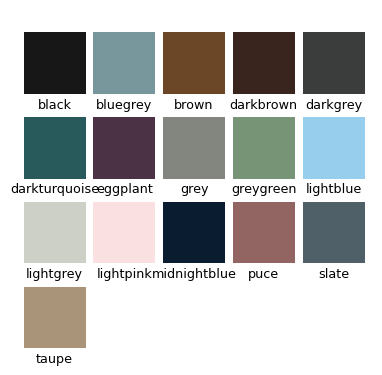 black bluegrey brown darkbrown darkgrey
darkturquoise eggplant grey greygreen lightblue
lightgrey lightpink midnightblue puce slate
taupe